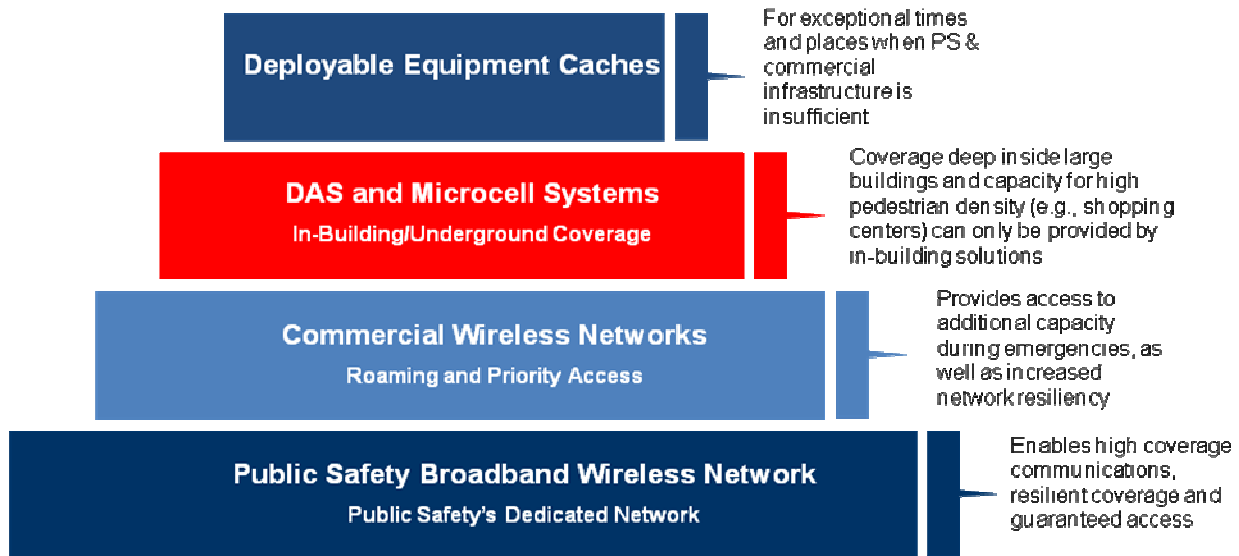 Deployable Equipment Caches
For exceptional times
and places when PS &
commercial
infrastructure is
insufficient
DAS and Microcell Systems
In-Building/Underground Coverage
Coverage deep inside large
buildings and capacity for high
pedestrian density (e.g., shopping
centers) can only be provided by
in-building solutions
Commercial Wireless Networks
Roaming and Priority Access
Provides access to
additional capacity
during emergencies, as
well as increased
network resiliency
Public Safety Broadband Wireless Network
Public Safety's Dedicated Network
Enables high coverage
communications,
resilient coverage and
guaranteed access